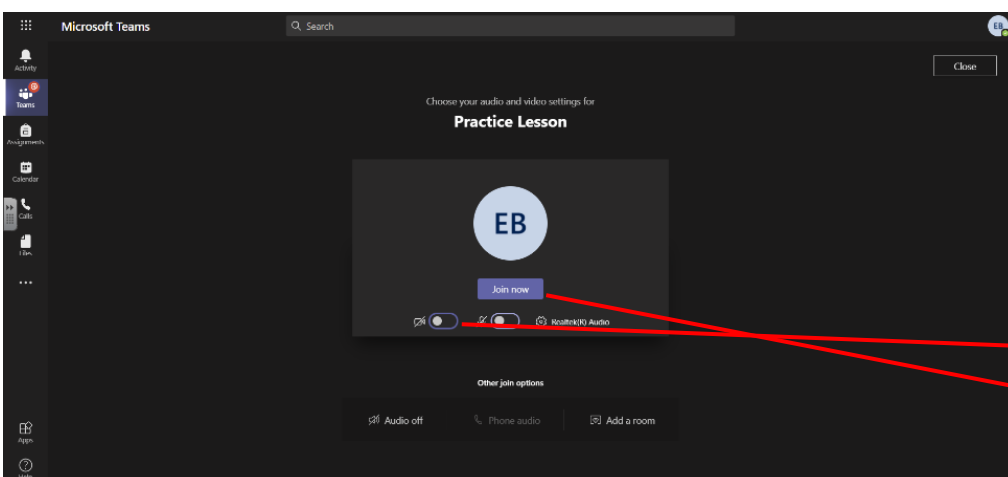 Microsoft Teams
Search
EB
Activity
Teams
Assignments
Calendar
Calls
Files
Apps
Help
Close
Choose your audio and video settings for
Practice Lesson
EB
Join now
Realtek(R) Audio
Other join options
Audio off
Phone audio
Add a room